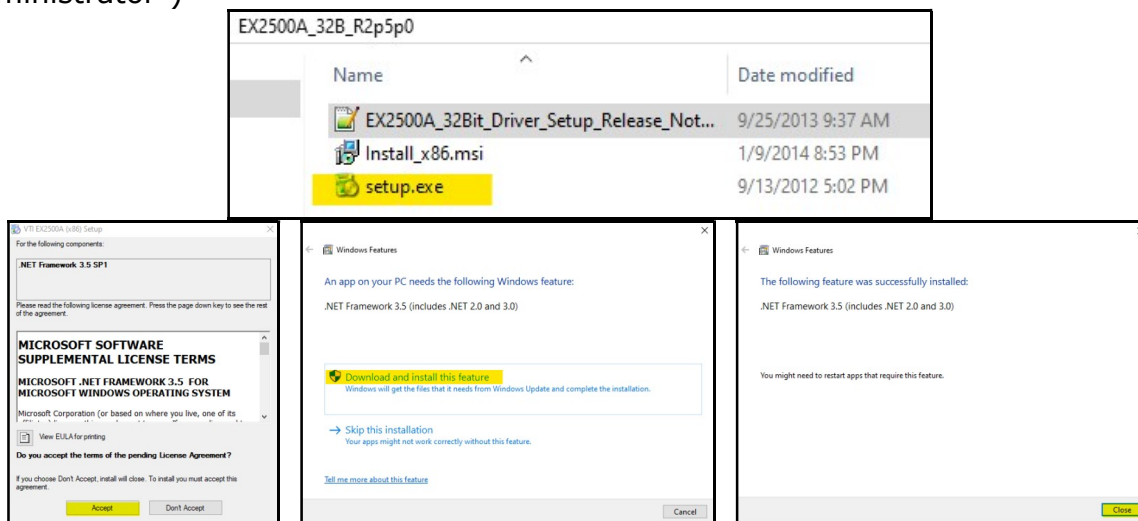 EX2500A_32B_R2p5p0
Name
Date modified
EX2500A_32Bit_Driver_Setup_Release_Not... 9/25/2013 9:37 AM
Install_x86.msi 1/9/2014 8:53 PM
setup.exe 9/13/2012 5:02 PM
VTI EX2500A (x86) Setup
For the following components:
.NET Framework 3.5 SP1
Please read the following license agreement. Press the page down key to see the rest
of the agreement.
MICROSOFT SOFTWARE
SUPPLEMENTAL LICENSE TERMS
MICROSOFT .NET FRAMEWORK 3.5 FOR
MICROSOFT WINDOWS OPERATING SYSTEM
Microsoft Corporation (or based on where you live, one of its
View EULA for printing
Do you accept the terms of the pending License Agreement?
If you choose Don't Accept, install will close. To install you must accept this
agreement.
Accept
Don't Accept
Windows Features
An app on your PC needs the following Windows feature:
.NET Framework 3.5 (includes .NET 2.0 and 3.0)
Download and install this feature
Windows will get the files that it needs from Windows Update and complete the installation.
Skip this installation
Your apps might not work correctly without this feature.
Tell me more about this feature
Cancel
Windows Features
The following feature was successfully installed:
.NET Framework 3.5 (includes .NET 2.0 and 3.0)
You might need to restart apps that require this feature.
Close